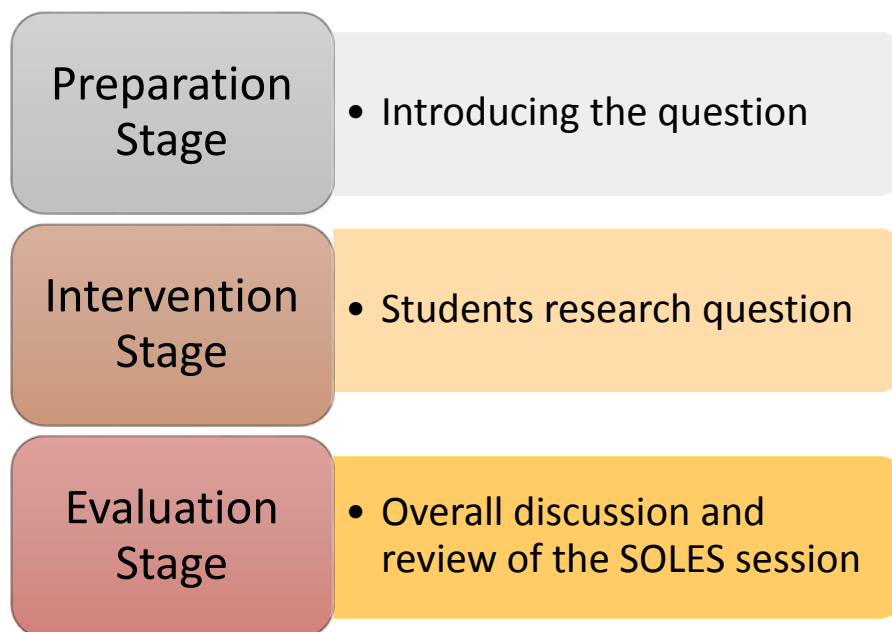 Preparation
Stage
• Introducing the question
Intervention
Stage
• Students research question
Evaluation
Stage
• Overall discussion and
review of the SOLES session